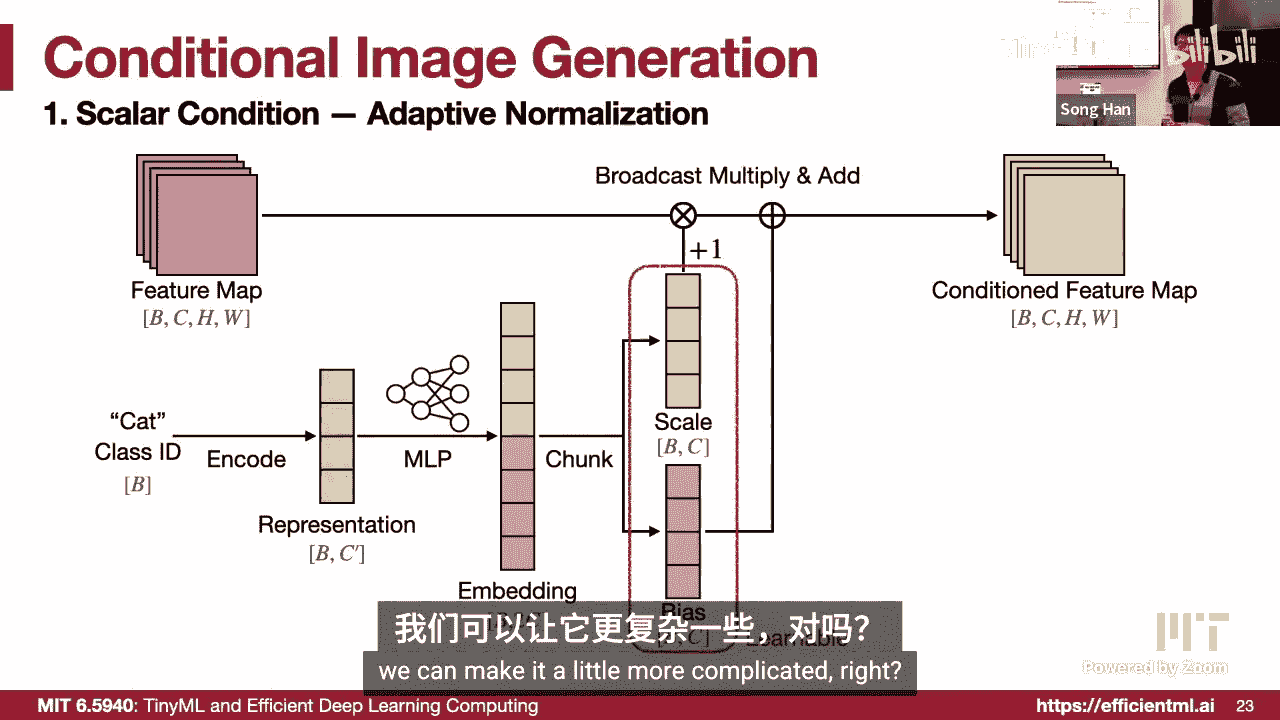 Conditional Image Generation
1. Scalar Condition — Adaptive Normalization
bilibili
Song Han
Broadcast Multiply & Add
+1
Feature Map
[B, C, H, W]
Conditioned Feature Map
[B, C, H, W]
"Cat"
Class ID
[B]
Encode
Representation
[B, C′]
MLP
Embedding
Chunk
Scale
[B, C]
Bias
我们可以让它更复杂一些，对吗？
we can make it a little more complicated, right?
MIT
Powered by Zoom
MIT 6.5940: TinyML and Efficient Deep Learning Computing
https://efficientml.ai
23